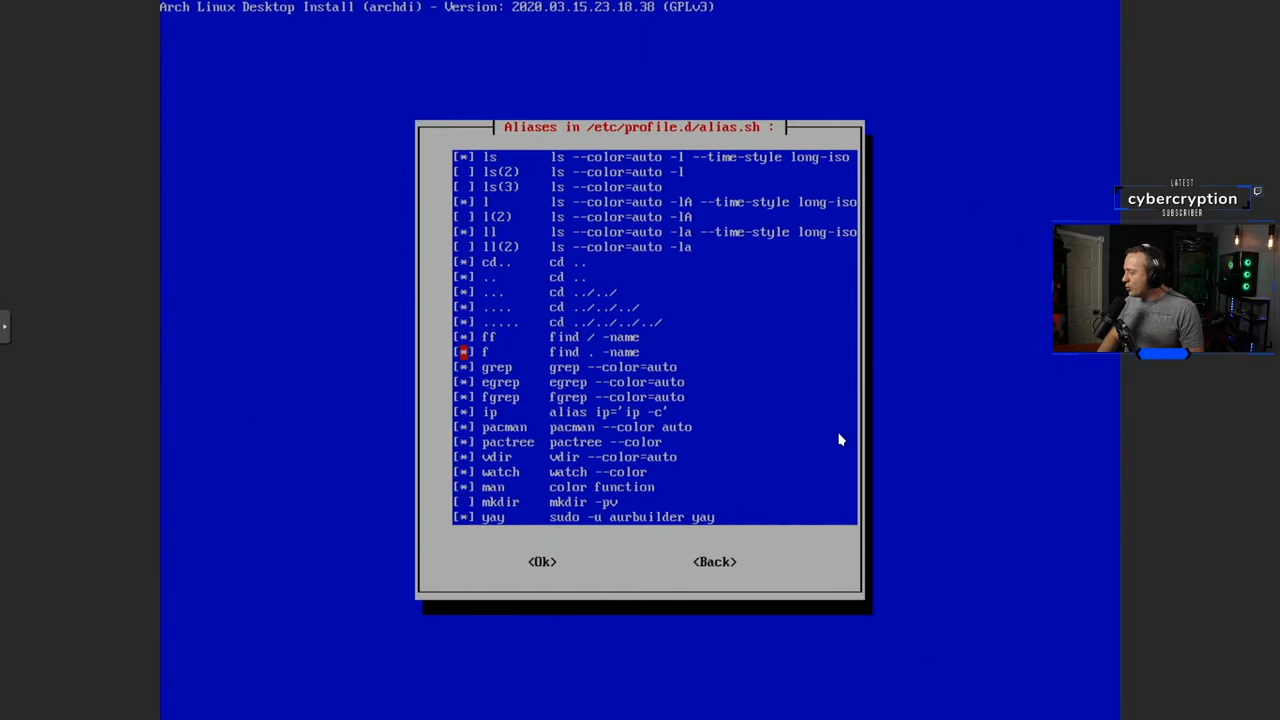 Arch Linux Desktop Install (archdi) - Version: 2020.03.15.23.18.38 (GPLv3)
Aliases in /etc/profile.d/alias.sh :
[*] ls ls --color=auto -l --time-style long-iso
[ ] ls(2) ls --color=auto -l
[ ] ls(3) ls --color=auto
[*] l ls --color=auto -lA --time-style long-iso
[ ] l(2) ls --color=auto -lA
[*] ll ls --color=auto -la --time-style long-iso
[ ] ll(2) ls --color=auto -la
[*] cd.. cd ..
[*] .. cd ..
[*] ... cd ../../
[*] .... cd ../../../
[*] ..... cd ../../../../
[*] ff find / -name
[*] f find . -name
[*] grep grep --color=auto
[*] egrep egrep --color=auto
[*] fgrep fgrep --color=auto
[*] ip alias ip='ip -c'
[*] pacman pacman --color auto
[*] pactree pactree --color
[*] vdir vdir --color=auto
[*] watch watch --color
[*] man color function
[ ] mkdir mkdir -pv
[*] yay sudo -u aurbuilder yay
<Ok> <Back>
LATEST
cybercryption
SUBSCRIBER